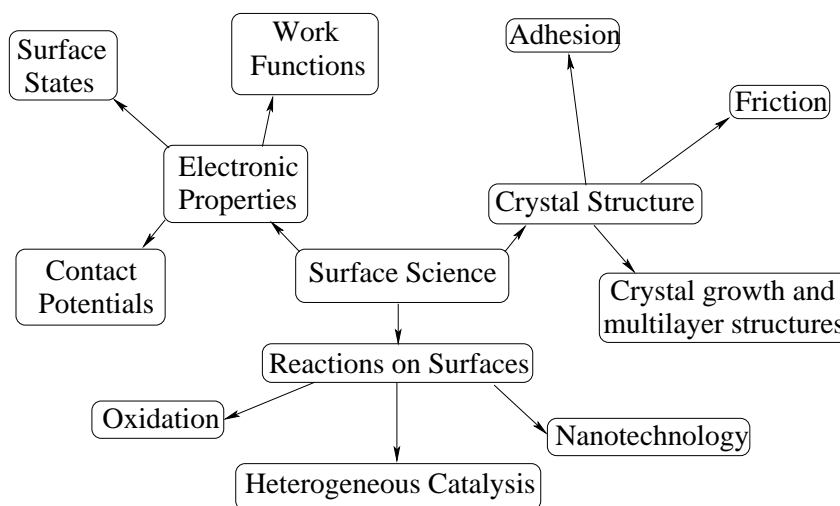 Surface
States
Work
Functions
Adhesion
Friction
Electronic
Properties
Crystal Structure
Contact
Potentials
Surface Science
Crystal growth and
multilayer structures
Reactions on Surfaces
Oxidation
Nanotechnology
Heterogeneous Catalysis